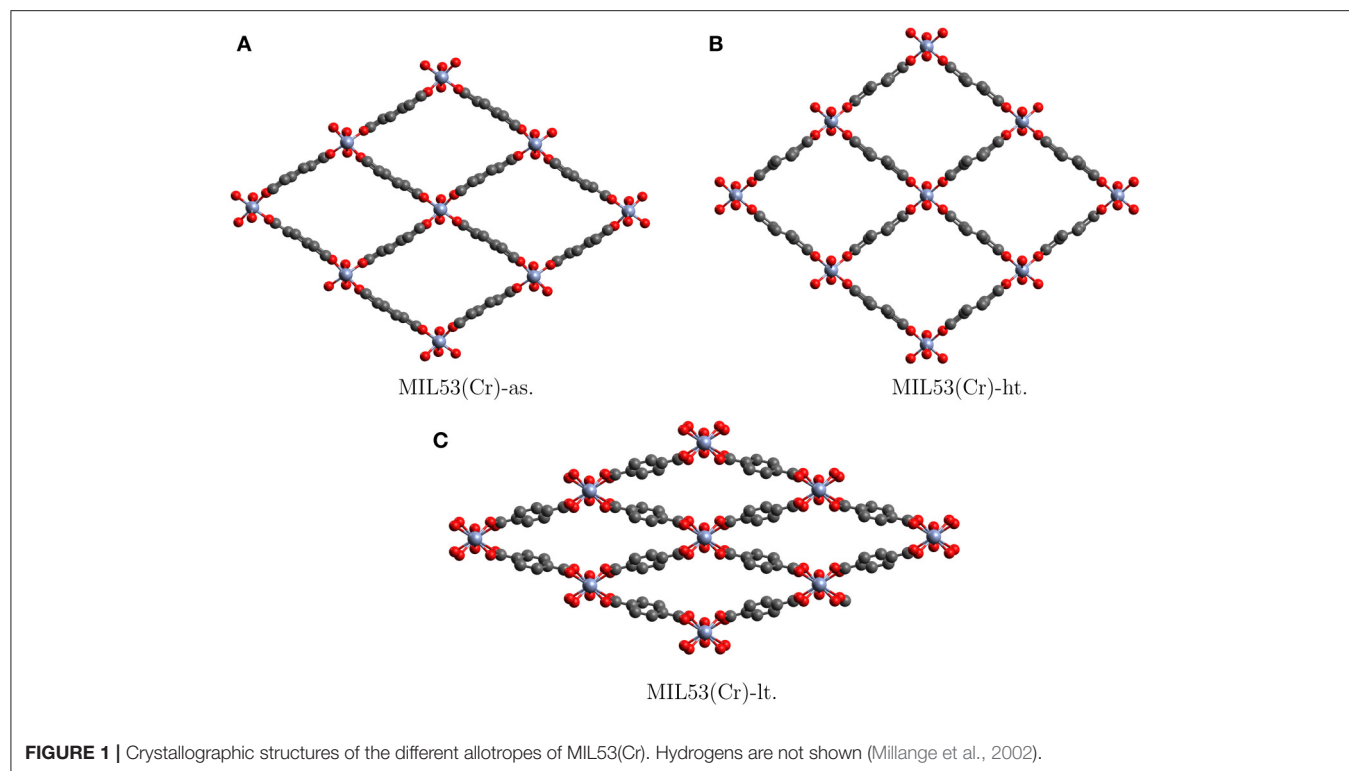 A
B
MIL53(Cr)-as.
MIL53(Cr)-ht.
C
MIL53(Cr)-lt.
FIGURE 1 | Crystallographic structures of the different allotropes of MIL53(Cr). Hydrogens are not shown (Millange et al., 2002).